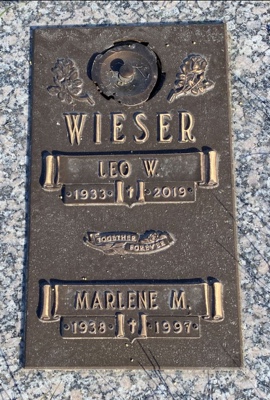 WIESER
LEO W.
1933 ✝ 2019
TOGETHER
FOREVER
MARLENE M.
1938 ✝ 1997